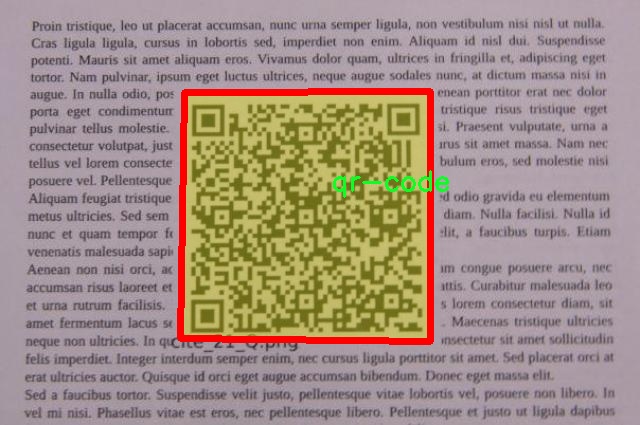 Proin tristique, leo ut placerat accumsan, nunc urna semper ligula, non vestibulum nisi nisl ut nulla.
Cras ligula ligula, cursus in lobortis sed, imperdiet non enim. Aliquam id nisl dui. Suspendisse
potenti. Mauris sit amet aliquam eros. Vivamus dolor quam, ultrices in fringilla et, adipiscing eget
tortor. Nam pulvinar, ipsum eget luctus ultrices, neque augue sodales nunc, at dictum massa nisi in
augue. In nulla odio, pos enean porttitor erat nec dolor
porta eget condimentum tristique risus tristique eget
pulvinar tellus molestie. si. Praesent vulputate, urna a
consectetur volutpat, just urus sit amet massa. Nam nec
tellus vel lorem consecte bulum eros, sed molestie nisi
posuere vel. Pellentesque
qr-code
Aliquam feugiat tristique ed odio gravida eu elementum
metus ultricies. Sed sem diam. Nulla facilisi. Nulla id
nunc et quam tempor fe elit, a faucibus turpis. Etiam
venenatis malesuada sapi
Aenean non nisi orci, ac am congue posuere arcu, nec
accumsan risus laoreet et attis. Curabitur malesuada leo
et urna rutrum facilisis. s lorem consectetur diam, sit
amet fermentum lacus se . Maecenas tristique ultricies
neque non ultricies. In qu cite_21_Q.png onsectetur sit amet sollicitudin
felis imperdiet. Integer interdum semper enim, nec cursus ligula porttitor sit amet. Sed placerat orci at
erat ultricies auctor. Quisque id orci eget augue accumsan bibendum. Donec eget massa elit.
Sed a faucibus tortor. Suspendisse velit justo, pellentesque vitae lobortis vel, posuere non libero. In
vel mi nisi. Phasellus vitae est eros, nec pellentesque libero. Pellentesque et justo ut ligula dapibus